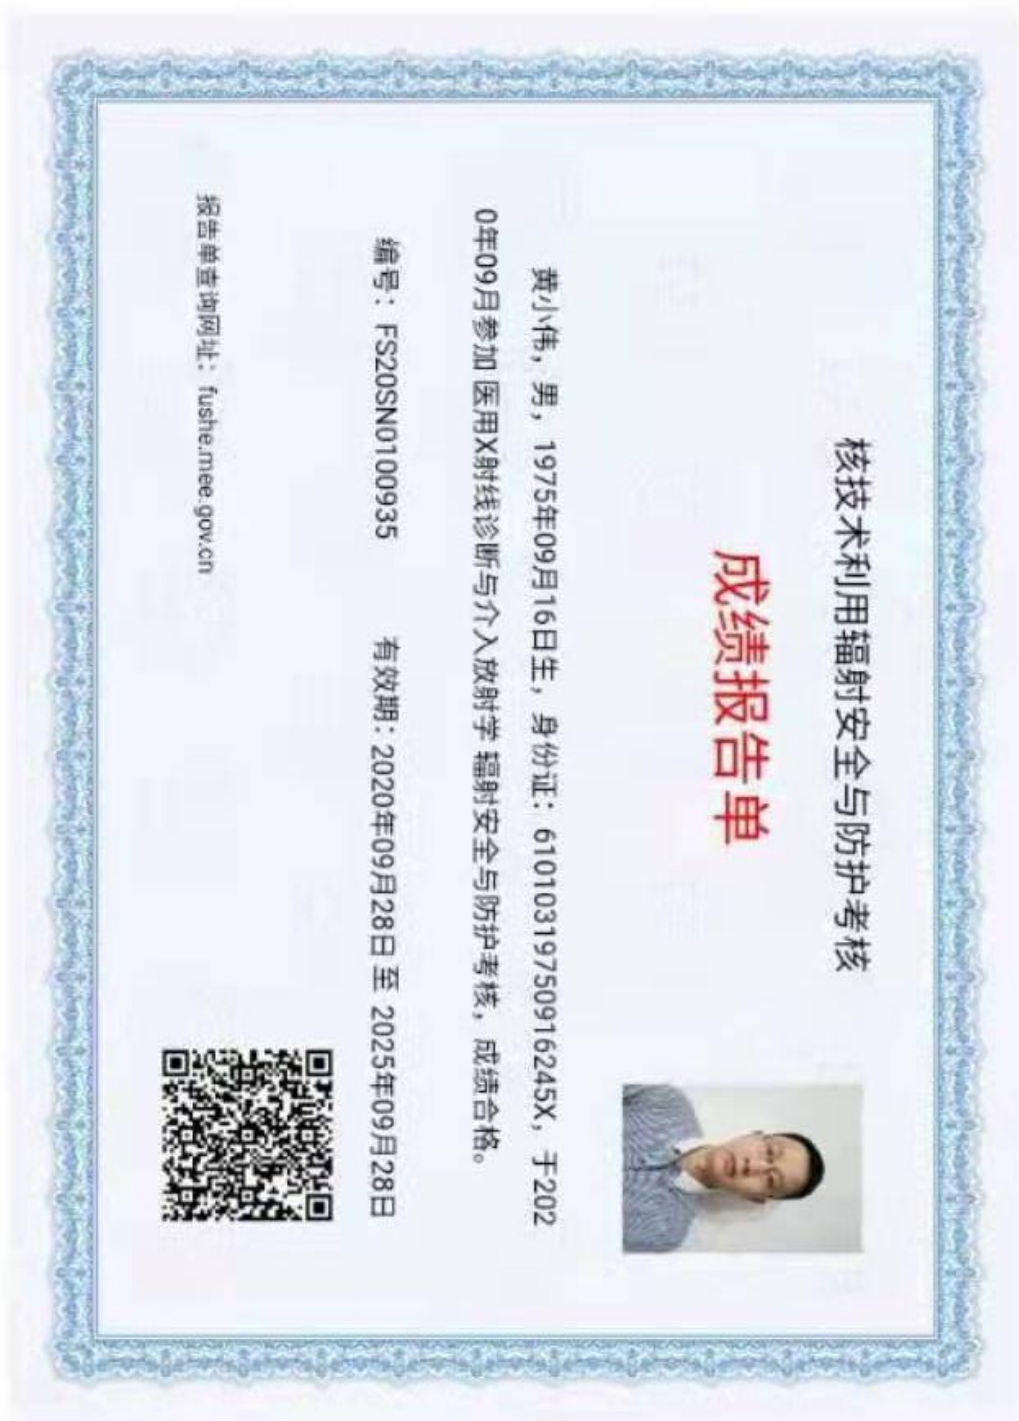 核技术利用辐射安全与防护考核
成绩报告单
黄小伟，男，1975年09月16日生，身份证：61010319750916245X，于202
0年09月参加 医用X射线诊断与介入放射学 辐射安全与防护考核，成绩合格。
编号：FS20SN0100935 有效期：2020年09月28日 至 2025年09月28日
报告单查询网址：fushe.mee.gov.cn